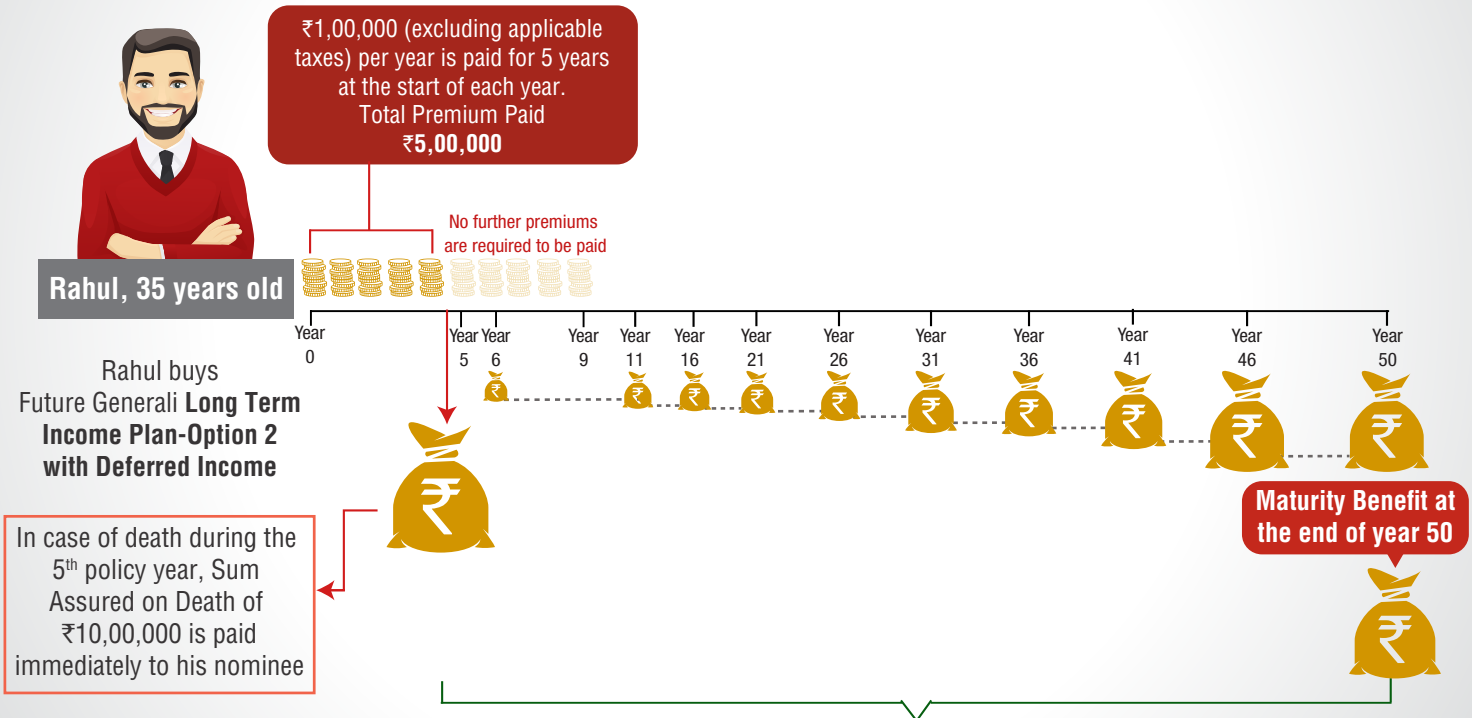 ₹1,00,000 (excluding applicable
taxes) per year is paid for 5 years
at the start of each year.
Total Premium Paid
₹5,00,000
No further premiums
are required to be paid
Rahul, 35 years old
Year Year Year Year Year Year Year Year Year Year Year Year Year Year
0 5 6 9 11 16 21 26 31 36 41 46 50
Rahul buys
Future Generali Long Term
Income Plan-Option 2
with Deferred Income
₹ ₹ ₹ ₹ ₹ ₹ ₹ ₹ ₹ ₹
₹
In case of death during the
5th policy year, Sum
Assured on Death of
₹10,00,000 is paid
immediately to his nominee
Maturity Benefit at
the end of year 50
₹